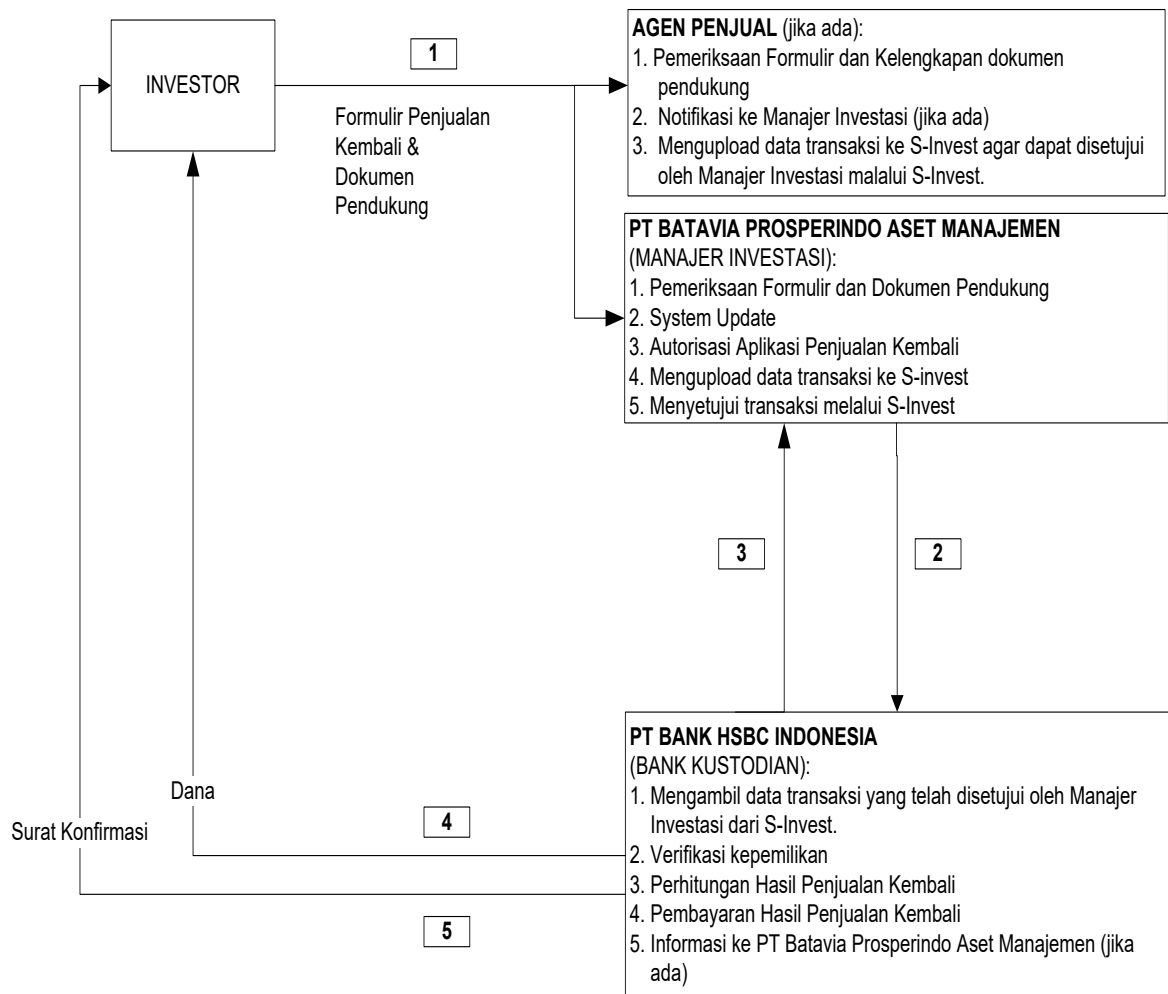 INVESTOR
1
Formulir Penjualan
Kembali &
Dokumen
Pendukung
AGEN PENJUAL (jika ada):
1. Pemeriksaan Formulir dan Kelengkapan dokumen
pendukung
2. Notifikasi ke Manajer Investasi (jika ada)
3. Mengupload data transaksi ke S-Invest agar dapat disetujui
oleh Manajer Investasi malalui S-Invest.
PT BATAVIA PROSPERINDO ASET MANAJEMEN
(MANAJER INVESTASI):
1. Pemeriksaan Formulir dan Dokumen Pendukung
2. System Update
3. Autorisasi Aplikasi Penjualan Kembali
4. Mengupload data transaksi ke S-invest
5. Menyetujui transaksi melalui S-Invest
3
2
PT BANK HSBC INDONESIA
(BANK KUSTODIAN):
1. Mengambil data transaksi yang telah disetujui oleh Manajer
Investasi dari S-Invest.
2. Verifikasi kepemilikan
3. Perhitungan Hasil Penjualan Kembali
4. Pembayaran Hasil Penjualan Kembali
5. Informasi ke PT Batavia Prosperindo Aset Manajemen (jika
ada)
Dana
4
Surat Konfirmasi
5